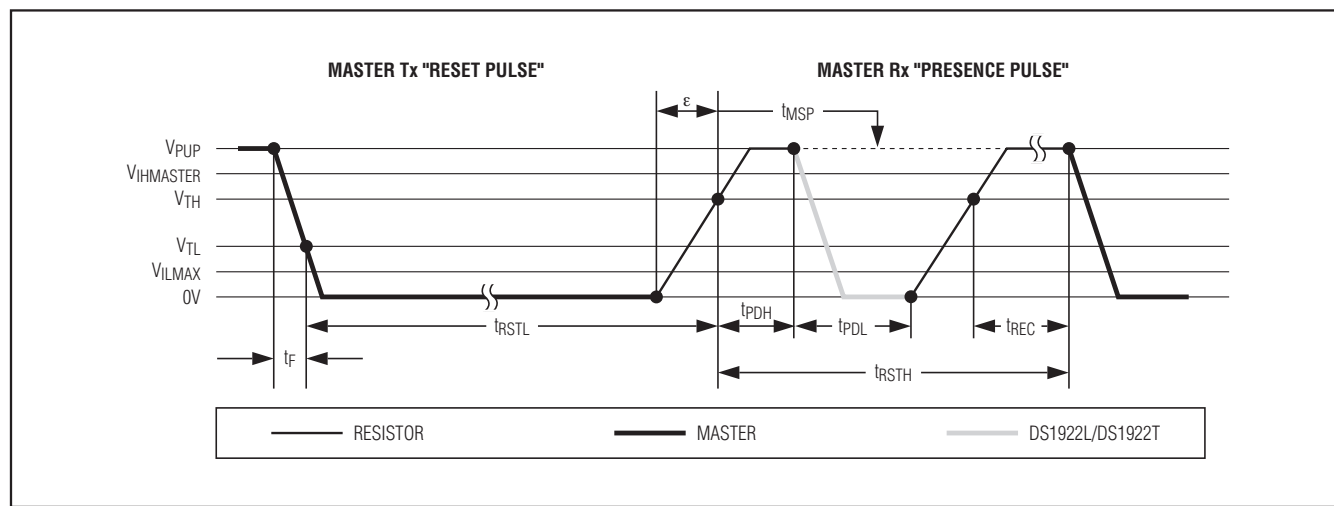 MASTER Tx "RESET PULSE"
MASTER Rx "PRESENCE PULSE"
ε
tMSP
VPUP
VIHMASTER
VTH
VTL
VILMAX
0V
tRSTL
tPDH
tPDL
tREC
tF
tRSTH
RESISTOR
MASTER
DS1922L/DS1922T